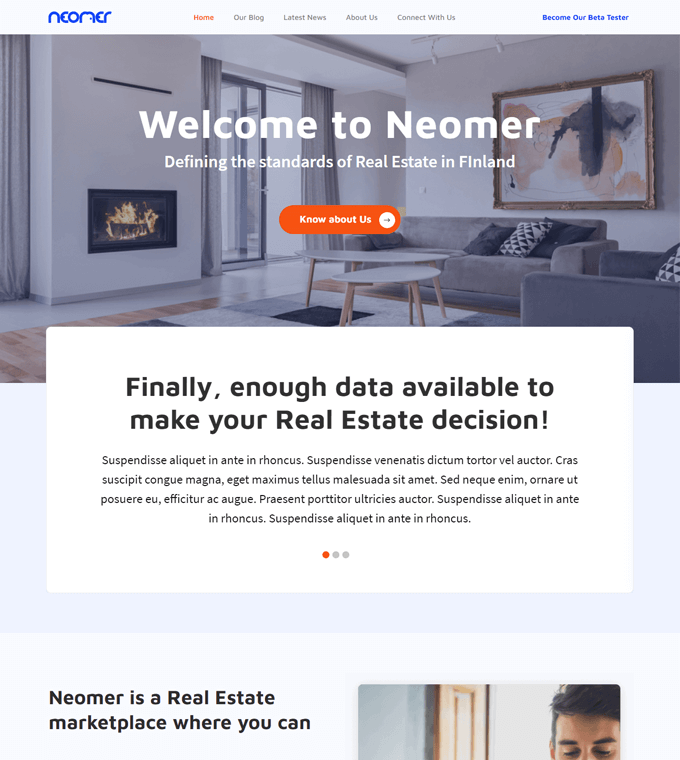 neomer
Home Our Blog Latest News About Us Connect With Us Become Our Beta Tester
Welcome to Neomer
Defining the standards of Real Estate in FInland
Know about Us
Finally, enough data available to
make your Real Estate decision!
Suspendisse aliquet in ante in rhoncus. Suspendisse venenatis dictum tortor vel auctor. Cras
suscipit congue magna, eget maximus tellus malesuada sit amet. Sed neque enim, ornare ut
posuere eu, efficitur ac augue. Praesent porttitor ultricies auctor. Suspendisse aliquet in ante
in rhoncus. Suspendisse aliquet in ante in rhoncus.
Neomer is a Real Estate
marketplace where you can